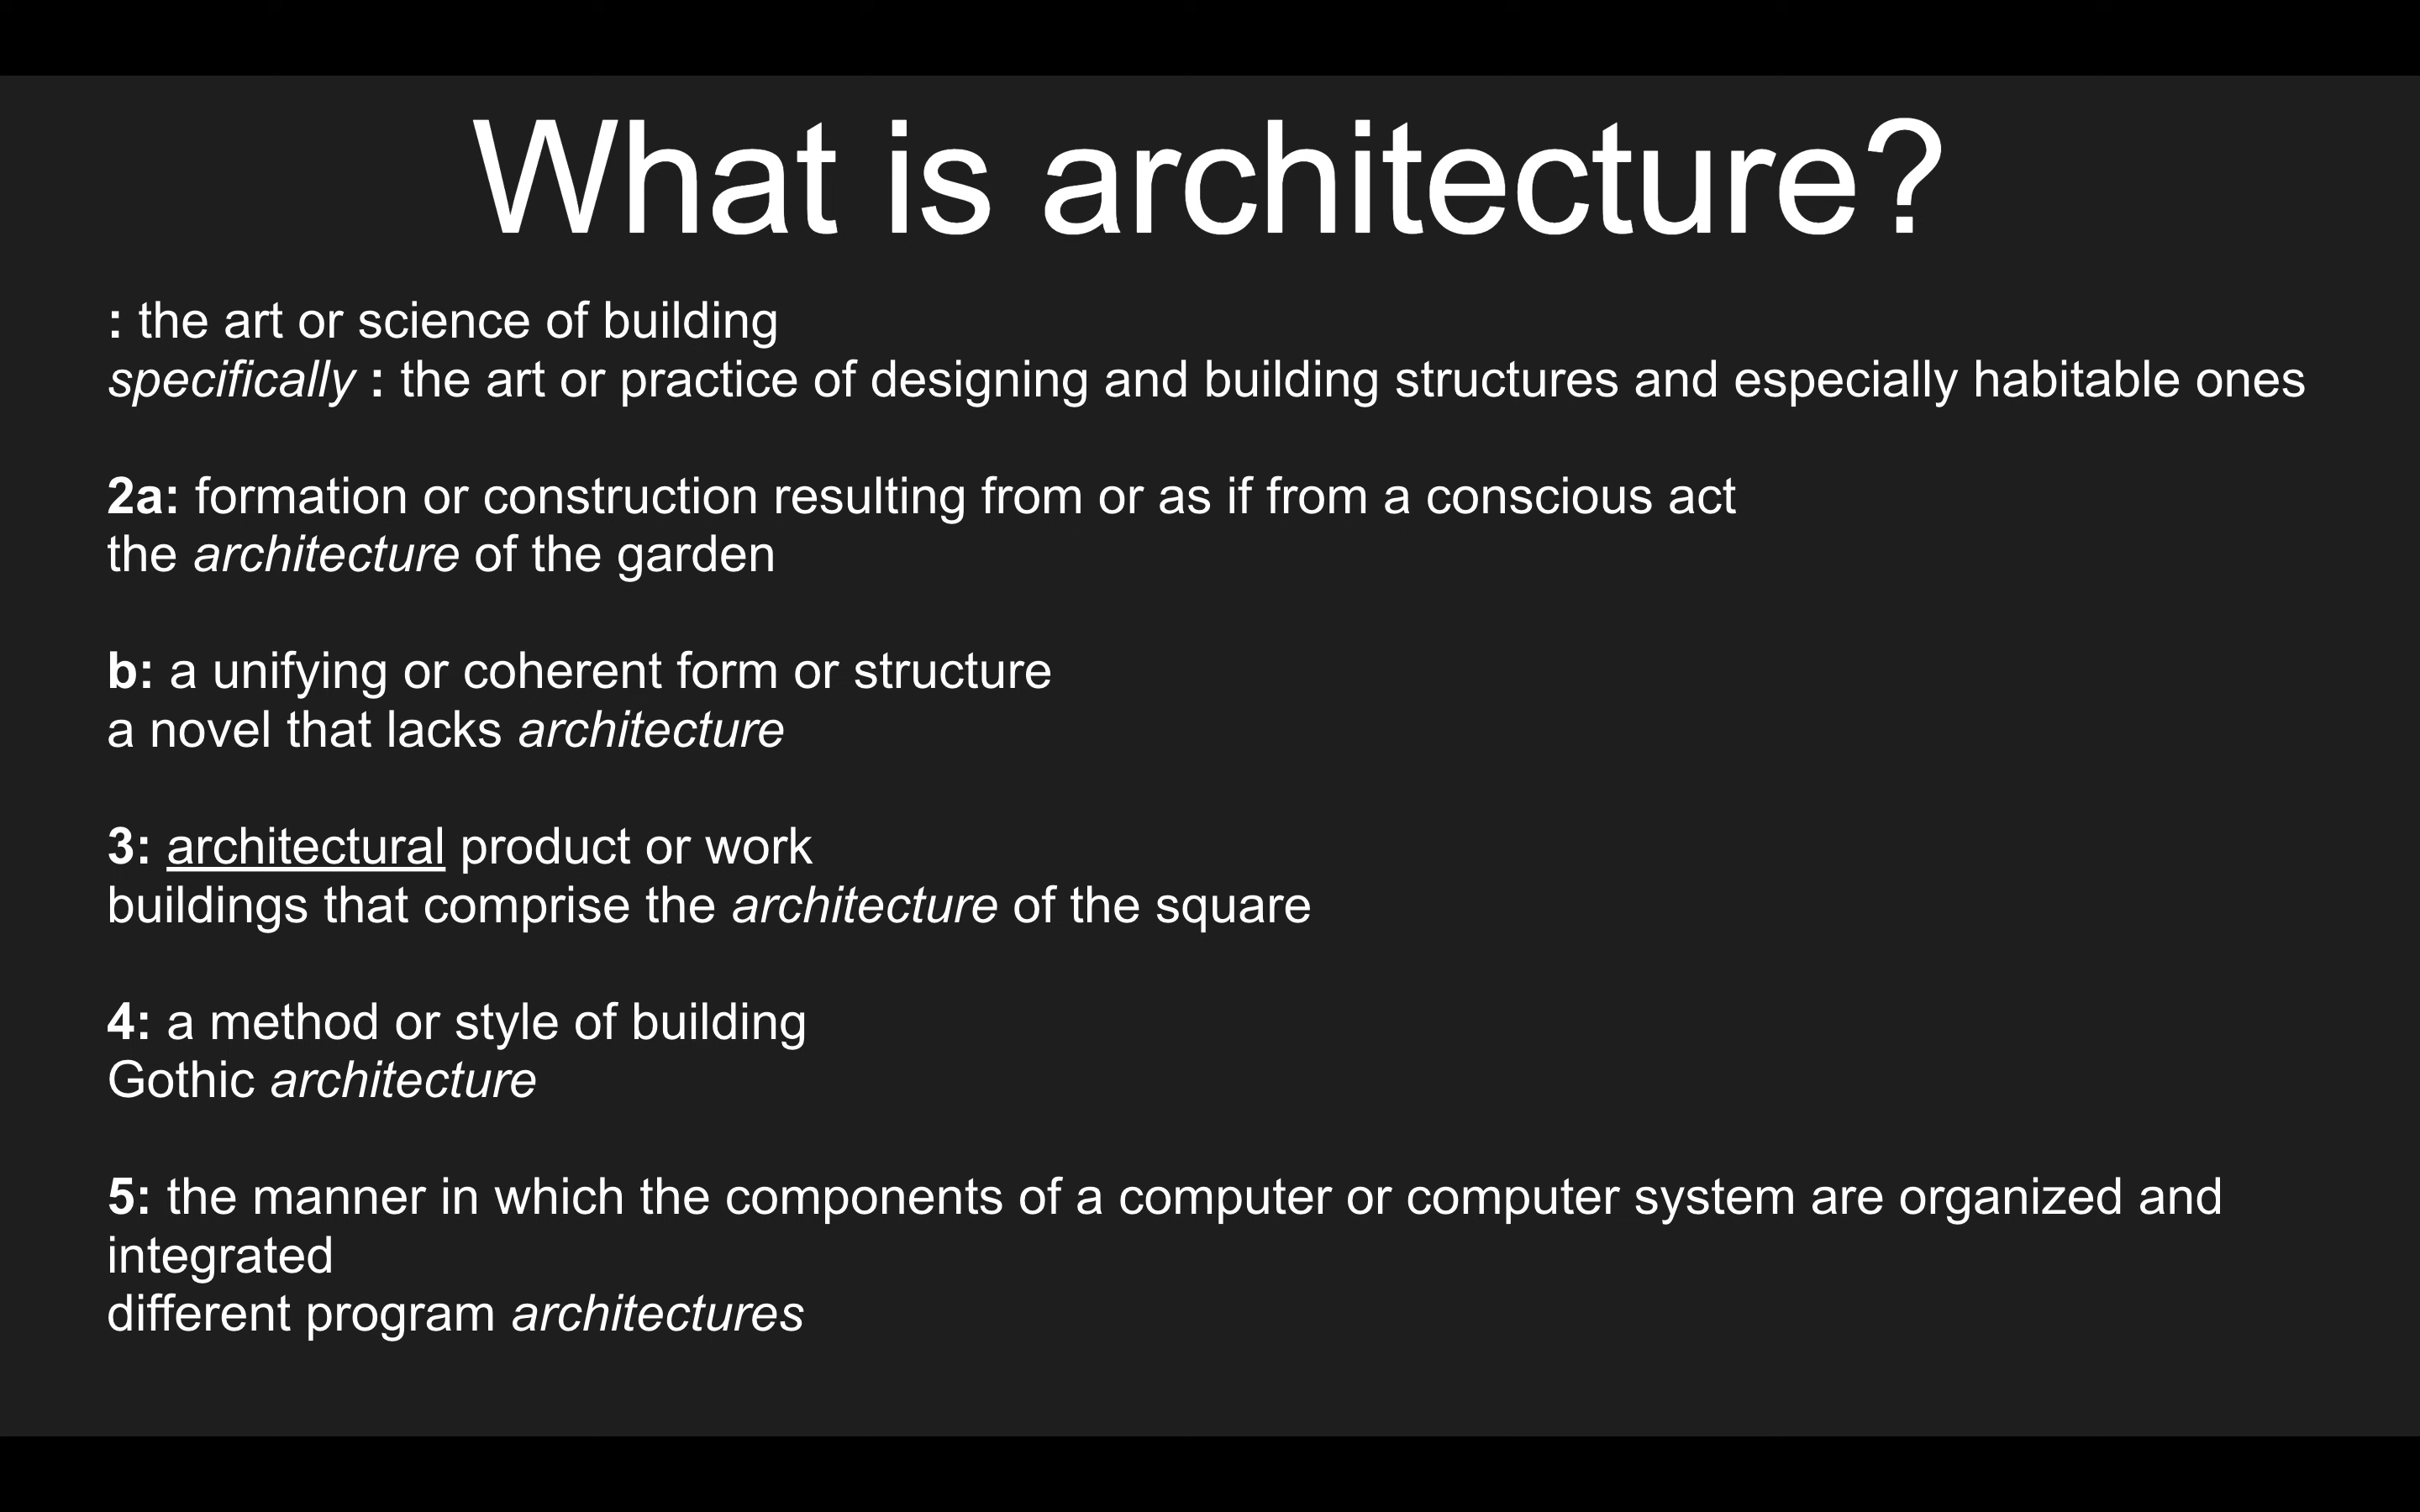 What is architecture?
: the art or science of building
specifically : the art or practice of designing and building structures and especially habitable ones
2a: formation or construction resulting from or as if from a conscious act
the architecture of the garden
b: a unifying or coherent form or structure
a novel that lacks architecture
3: architectural product or work
buildings that comprise the architecture of the square
4: a method or style of building
Gothic architecture
5: the manner in which the components of a computer or computer system are organized and
integrated
different program architectures